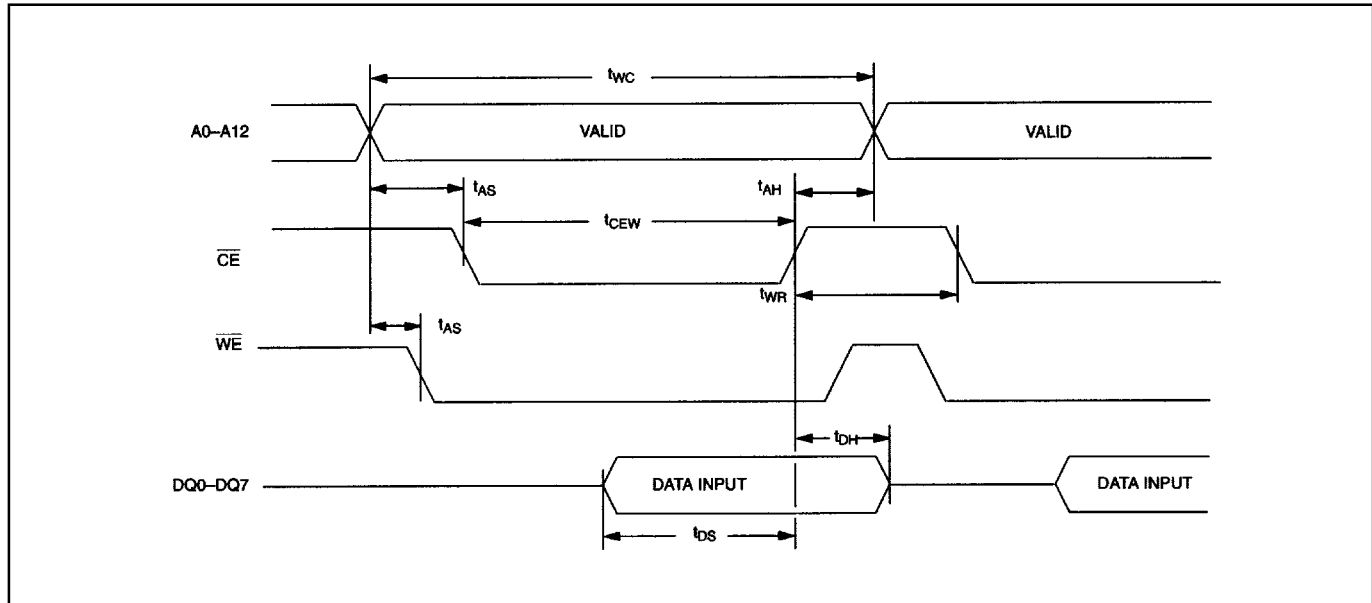 tWC
A0–A12 VALID VALID
tAS tAH
tCEW
CE
tWR
tAS
WE
tDH
DQ0–DQ7 DATA INPUT DATA INPUT
tDS